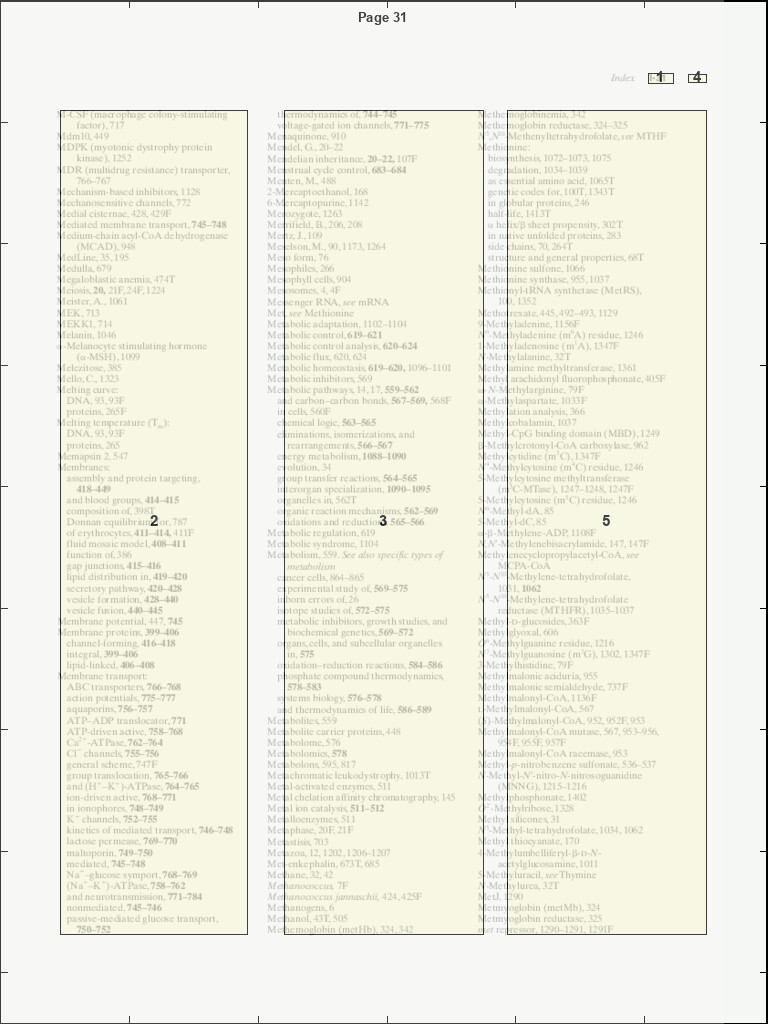 Page 31
Index 1 4
M-CSF (macrophage colony-stimulating
factor), 717
Mdm10, 449
MDPK (myotonic dystrophy protein
kinase), 1252
MDR (multidrug resistance) transporter,
766–767
Mechanism-based inhibitors, 1128
Mechanosensitive channels, 772
Medial cisternae, 428, 429F
Mediated membrane transport, 745–748
Medium-chain acyl-CoA dehydrogenase
(MCAD), 948
MedLine, 35, 195
Medulla, 679
Megaloblastic anemia, 474T
Meiosis, 20, 21F, 24F, 1224
Meister, A., 1061
MEK, 713
MEKK1, 714
Melanin, 1046
α-Melanocyte stimulating hormone
(α-MSH), 1099
Melezitose, 385
Mello, C., 1323
Melting curve:
DNA, 93, 93F
proteins, 265F
Melting temperature (Tm):
DNA, 93, 93F
proteins, 265
Memapsin 2, 547
Membranes:
assembly and protein targeting,
418–449
and blood groups, 414–415
composition of, 398T
Donnan equilibrium for, 787
of erythrocytes, 411–414, 411F
fluid mosaic model, 408–411
function of, 386
gap junctions, 415–416
lipid distribution in, 419–420
secretory pathway, 420–428
vesicle formation, 428–440
vesicle fusion, 440–445
Membrane potential, 447, 745
Membrane proteins, 399–406
channel-forming, 416–418
integral, 399–406
lipid-linked, 406–408
Membrane transport:
ABC transporters, 766–768
action potentials, 775–777
aquaporins, 756–757
ATP–ADP translocator, 771
ATP-driven active, 758–768
Ca²⁺-ATPase, 762–764
Cl⁻ channels, 755–756
general scheme, 747F
group translocation, 765–766
and (H⁺–K⁺)-ATPase, 764–765
ion-driven active, 768–771
in ionophores, 748–749
K⁺ channels, 752–755
kinetics of mediated transport, 746–748
lactose permease, 769–770
maltoporin, 749–750
mediated, 745–748
Na⁺–glucose symport, 768–769
(Na⁺–K⁺)-ATPase, 758–762
and neurotransmission, 771–784
nonmediated, 745–746
passive-mediated glucose transport,
750–752
2
thermodynamics of, 744–745
voltage-gated ion channels, 771–775
Menaquinone, 910
Mendel, G., 20–22
Mendelian inheritance, 20–22, 107F
Menstrual cycle control, 683–684
Menten, M., 488
2-Mercaptoethanol, 168
6-Mercaptopurine, 1142
Merozygote, 1263
Merrifield, B., 206, 208
Mertz, J., 109
Meselson, M., 90, 1173, 1264
Meso form, 76
Mesophiles, 266
Mesophyll cells, 904
Mesosomes, 4, 4F
Messenger RNA, see mRNA
Met, see Methionine
Metabolic adaptation, 1102–1104
Metabolic control, 619–621
Metabolic control analysis, 620–624
Metabolic flux, 620, 624
Metabolic homeostasis, 619–620, 1096–1101
Metabolic inhibitors, 569
Metabolic pathways, 14, 17, 559–562
and carbon–carbon bonds, 567–569, 568F
in cells, 560F
chemical logic, 563–565
eliminations, isomerizations, and
rearrangements, 566–567
energy metabolism, 1088–1090
evolution, 34
group transfer reactions, 564–565
interorgan specialization, 1090–1095
organelles in, 562T
organic reaction mechanisms, 562–569
oxidations and reductions, 565–566
Metabolic regulation, 619
Metabolic syndrome, 1104
Metabolism, 559. See also specific types of
metabolism
cancer cells, 864–865
experimental study of, 569–575
inborn errors of, 26
isotope studies of, 572–575
metabolic inhibitors, growth studies, and
biochemical genetics, 569–572
organs, cells, and subcellular organelles
in, 575
oxidation–reduction reactions, 584–586
phosphate compound thermodynamics,
578–583
systems biology, 576–578
and thermodynamics of life, 586–589
Metabolites, 559
Metabolite carrier proteins, 448
Metabolome, 576
Metabolomics, 578
Metabolons, 595, 817
Metachromatic leukodystrophy, 1013T
Metal-activated enzymes, 511
Metal chelation affinity chromatography, 145
Metal ion catalysis, 511–512
Metalloenzymes, 511
Metaphase, 20F, 21F
Metastisis, 703
Metazoa, 12, 1202, 1206–1207
Met-enkephalin, 673T, 685
Methane, 32, 42
Methanococcus, 7F
Methanococcus jannaschii, 424, 425F
Methanogens, 6
Methanol, 43T, 505
Methemoglobin (metHb), 324, 342
3
Methemoglobinemia, 342
Methemoglobin reductase, 324–325
N⁵,N¹⁰-Methenyltetrahydrofolate, see MTHF
Methionine:
biosynthesis, 1072–1073, 1075
degradation, 1034–1039
as essential amino acid, 1065T
genetic codes for, 100T, 1343T
in globular proteins, 246
half-life, 1413T
α helix/β sheet propensity, 302T
in native unfolded proteins, 283
side chains, 70, 264T
structure and general properties, 68T
Methionine sulfone, 1066
Methionine synthase, 955, 1037
Methionyl-tRNA synthetase (MetRS),
100, 1352
Methotrexate, 445, 492–493, 1129
9-Methyladenine, 1156F
N⁶-Methyladenine (m⁶A) residue, 1246
1-Methyladenosine (m¹A), 1347F
N-Methylalanine, 32T
Methylamine methyltransferase, 1361
Methyl arachidonyl fluorophosphonate, 405F
ω-N-Methylarginine, 79F
α-Methylaspartate, 1033F
Methylation analysis, 366
Methylcobalamin, 1037
Methyl-CpG binding domain (MBD), 1249
β-Methylcrotonyl-CoA carboxylase, 962
Methylcytidine (m³C), 1347F
N⁴-Methylcytosine (m⁴C) residue, 1246
5-Methylcytosine methyltransferase
(m⁵C-MTase), 1247–1248, 1247F
5-Methylcytosine (m⁵C) residue, 1246
N⁶-Methyl-dA, 85
5-Methyl-dC, 85
α-β-Methylene-ADP, 1108F
N,N′-Methylenebisacrylamide, 147, 147F
Methylenecyclopropylacetyl-CoA, see
MCPA-CoA
N⁵-N¹⁰-Methylene-tetrahydrofolate,
1031, 1062
N⁵-N¹⁰-Methylene-tetrahydrofolate
reductase (MTHFR), 1035–1037
Methyl-D-glucosides, 363F
Methylglyoxal, 606
O⁶-Methylguanine residue, 1216
N⁷-Methylguanosine (m⁷G), 1302, 1347F
3-Methylhistidine, 79F
Methylmalonic aciduria, 955
Methylmalonic semialdehyde, 737F
Methylmalonyl-CoA, 1136F
L-Methylmalonyl-CoA, 567
(S)-Methylmalonyl-CoA, 952, 952F, 953
Methylmalonyl-CoA mutase, 567, 953–956,
954F, 955F, 957F
Methylmalonyl-CoA racemase, 953
Methyl-p-nitrobenzene sulfonate, 536–537
N-Methyl-N′-nitro-N-nitrosoguanidine
(MNNG), 1215–1216
Methylphosphonate, 1402
O²′-Methylribose, 1328
Methyl silicones, 31
N⁵-Methyl-tetrahydrofolate, 1034, 1062
Methyl thiocyanate, 170
4-Methylumbelliferyl-β-D-N-
acetylglucosamine, 1011
5-Methyluracil, see Thymine
N-Methylurea, 32T
MetJ, 1290
Metmyoglobin (metMb), 324
Metmyoglobin reductase, 325
met repressor, 1290–1291, 1291F
5